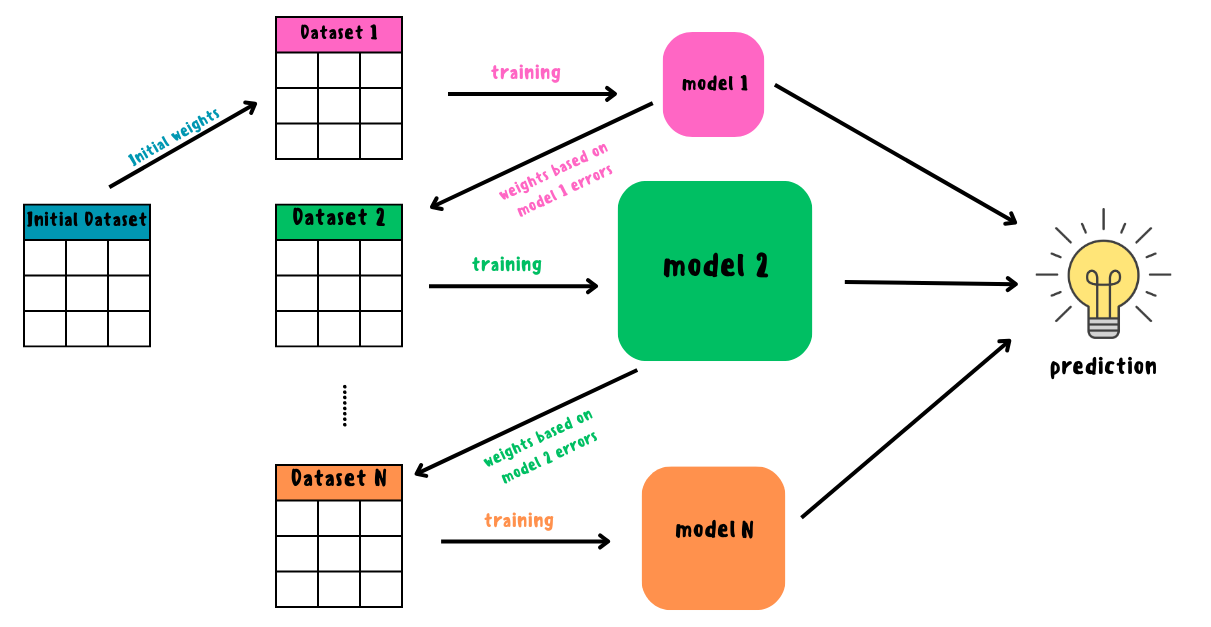 Dataset 1
training
model 1
Initial weights
weights based on
model 1 errors
Initial Dataset
Dataset 2
training
model 2
prediction
weights based on
model 2 errors
Dataset N
training
model N